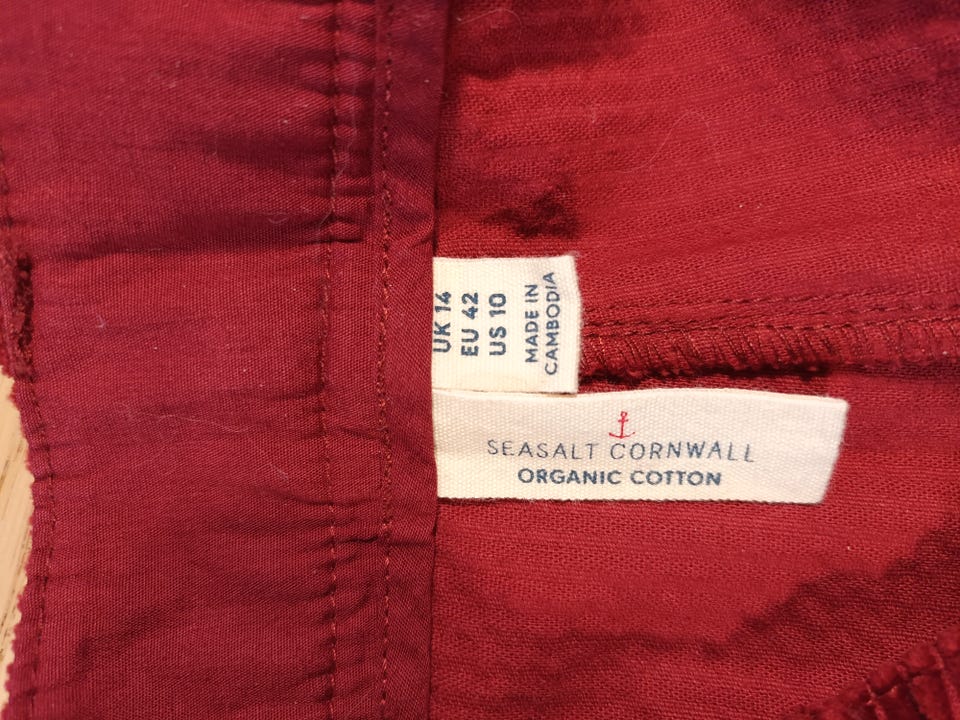 UK 14
EU 42
US 10
MADE IN
CAMBODIA
SEASALT CORNWALL
ORGANIC COTTON